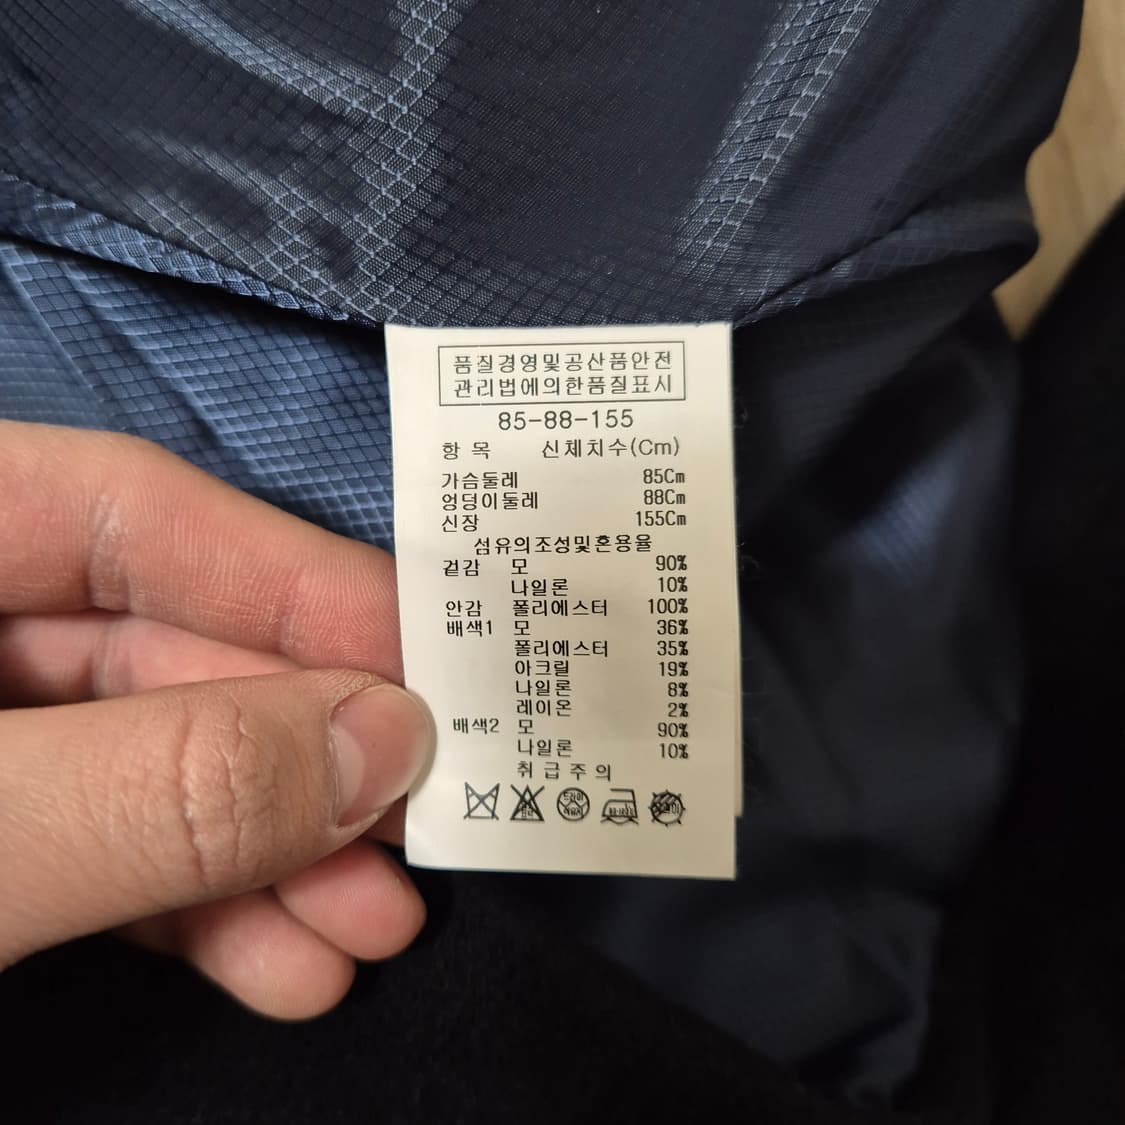 품질경영및공산품안전
관리법에의한품질표시
85-88-155
항 목 신체치수(Cm)
가슴둘레 85Cm
엉덩이둘레 88Cm
신장 155Cm
섬유의조성및혼용율
겉감 모 90%
나일론 10%
안감 폴리에스터 100%
배색1 모 36%
폴리에스터 35%
아크릴 19%
나일론 8%
레이온 2%
배색2 모 90%
나일론 10%
취급주의
드라이